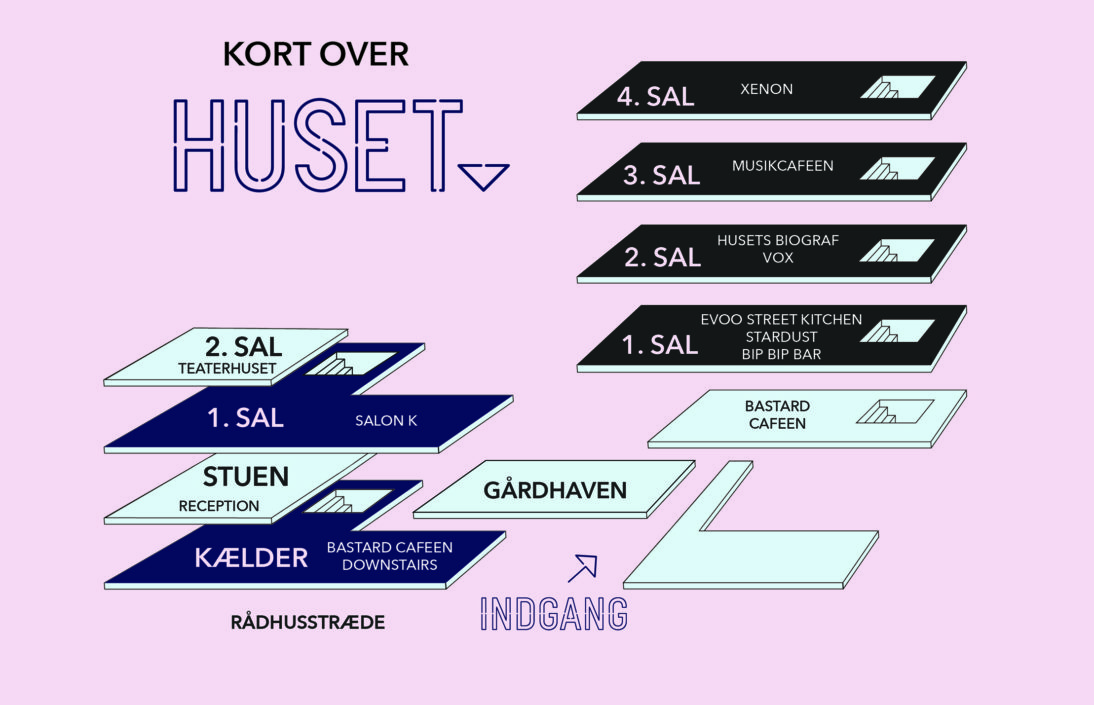 KORT OVER
HUSET
4. SAL
XENON
3. SAL
MUSIKCAFEEN
2. SAL
HUSETS BIOGRAF
VOX
1. SAL
EVOO STREET KITCHEN
STARDUST
BIP BIP BAR
BASTARD
CAFEEN
2. SAL
TEATERHUSET
1. SAL
SALON K
STUEN
RECEPTION
GÅRDHAVEN
KÆLDER
BASTARD CAFEEN
DOWNSTAIRS
INDGANG
RÅDHUSSTRÆDE